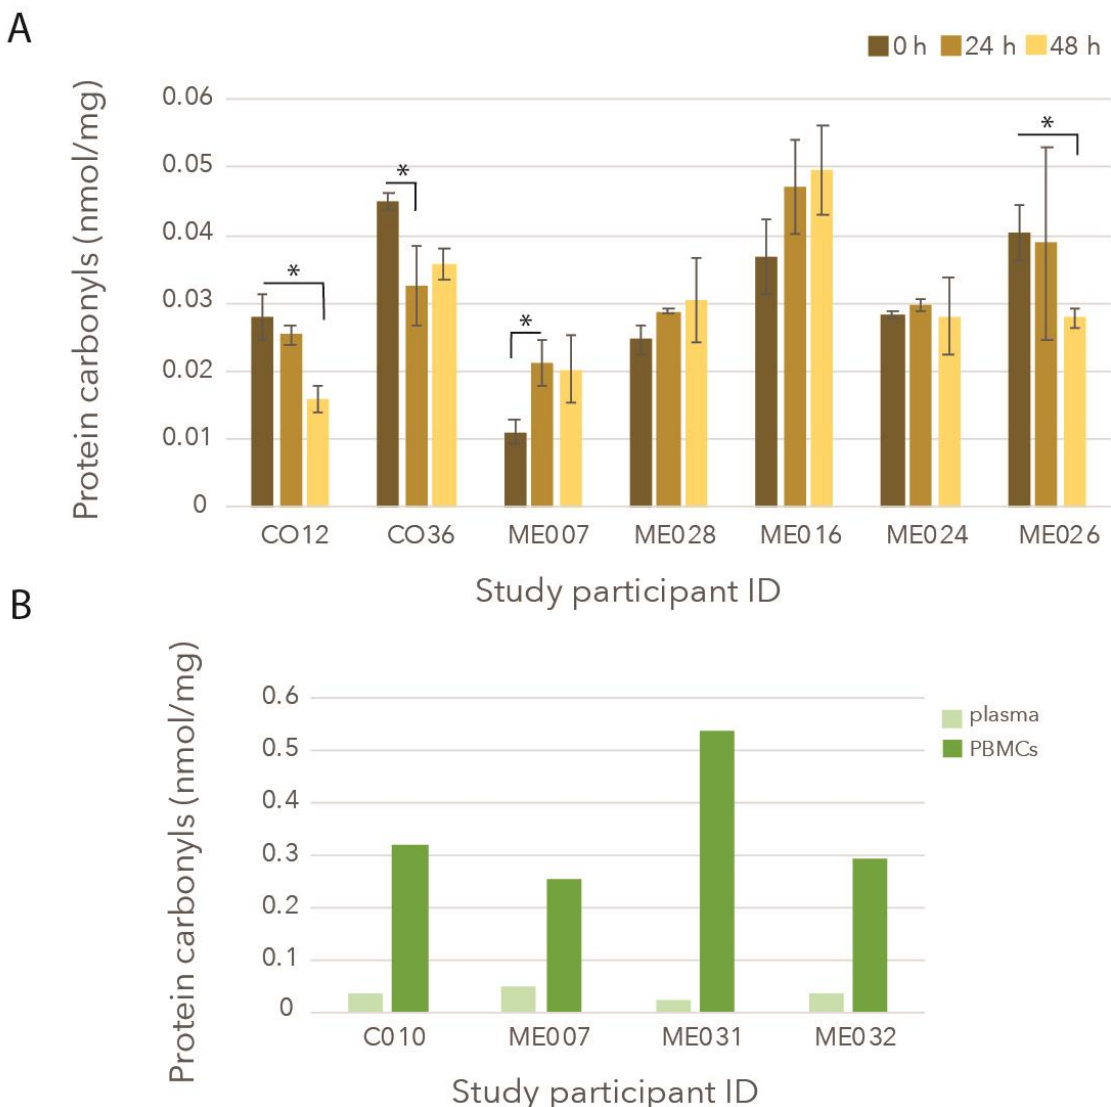 A
0 h 24 h 48 h
Protein carbonyls (nmol/mg)
0.06
0.05
0.04
0.03
0.02
0.01
0
*
*
*
*
CO12 CO36 ME007 ME028 ME016 ME024 ME026
Study participant ID
B
Protein carbonyls (nmol/mg)
0.6
0.5
0.4
0.3
0.2
0.1
0
plasma
PBMCs
C010 ME007 ME031 ME032
Study participant ID